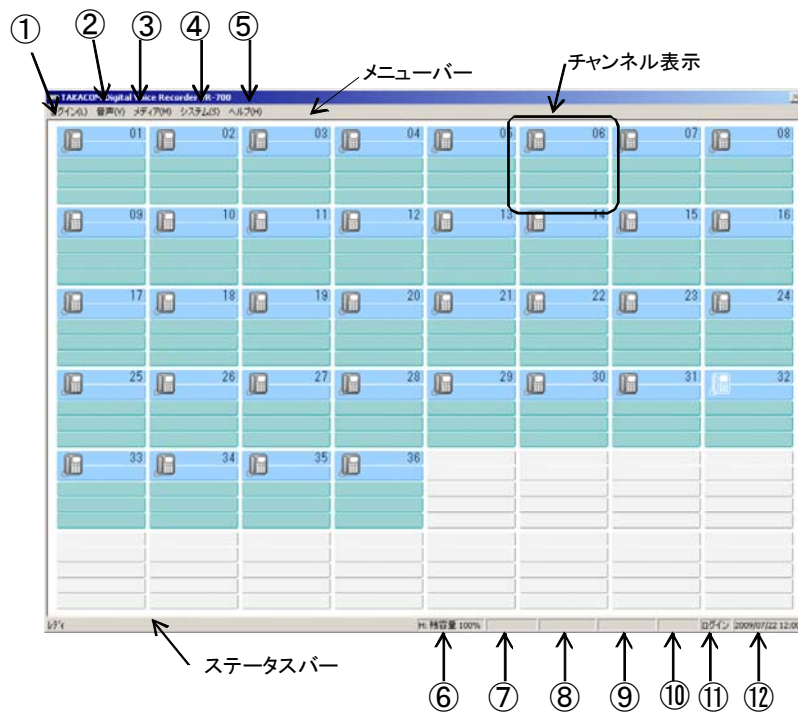 ① ② ③ ④ ⑤
メニューバー
チャンネル表示
TAKACOM Digital Voice Recorder VR-700
ログイン(L) 音声(V) メディア(M) システム(S) ヘルプ(H)
01 02 03 04 05 06 07 08
09 10 11 12 13 14 15 16
17 18 19 20 21 22 23 24
25 26 27 28 29 30 31 32
33 34 35 36
レディ H: 残容量 100% ログイン 2009/07/22 12:00
ステータスバー
⑥ ⑦ ⑧ ⑨ ⑩ ⑪ ⑫